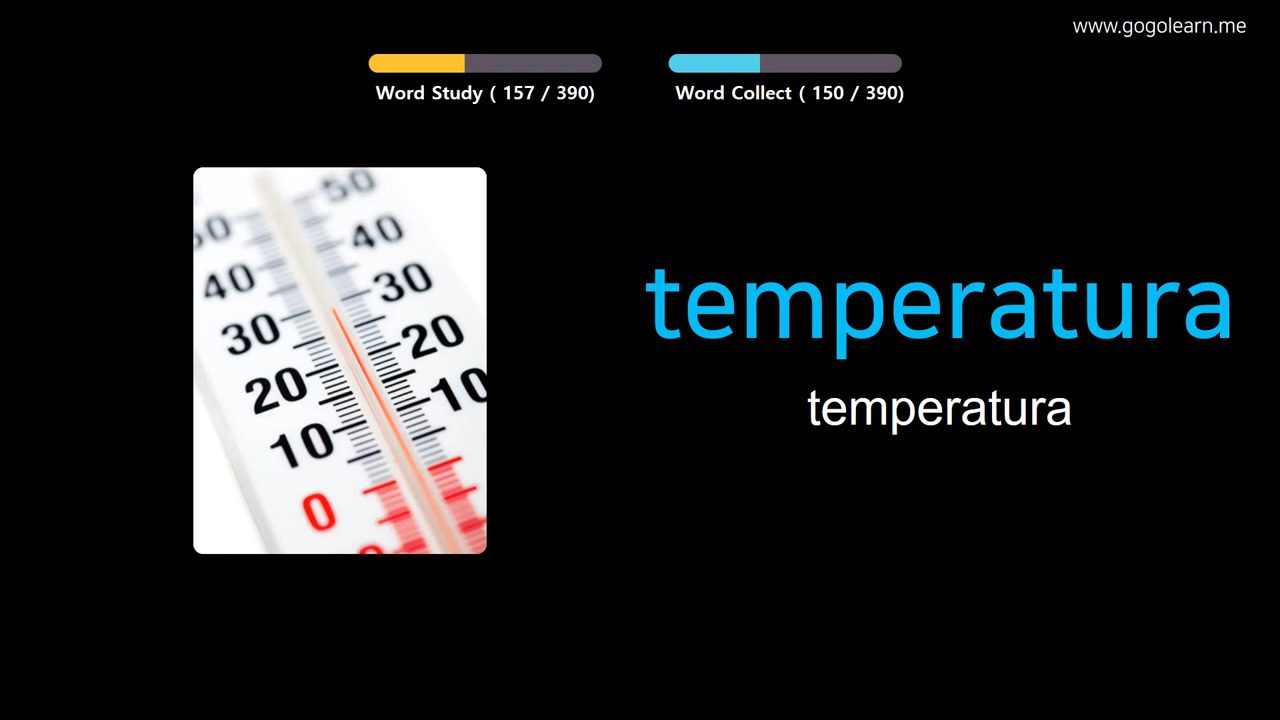 www.gogolearn.me
Word Study ( 157 / 390)
Word Collect ( 150 / 390)
50
50
40
40
30
30
20
20
10
10
0
temperatura
temperatura